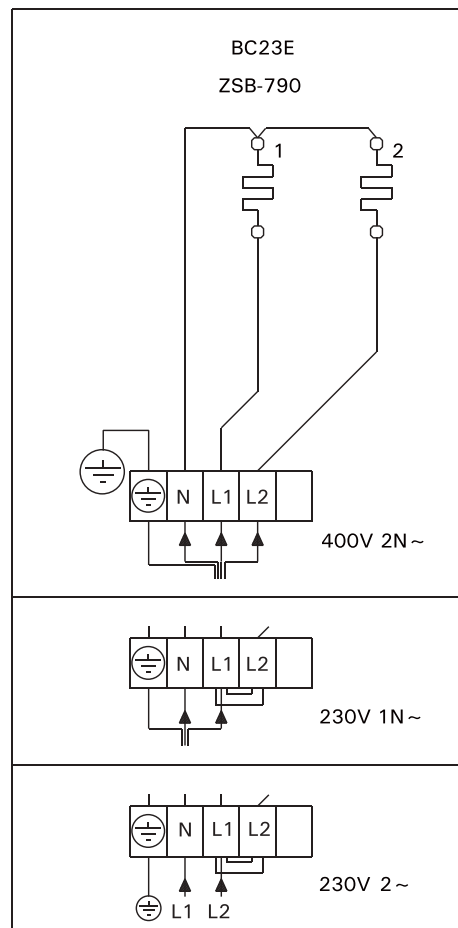 BC23E
ZSB-790
1 2
N L1 L2
400V 2N~
N L1 L2
230V 1N~
N L1 L2
230V 2~
L1 L2